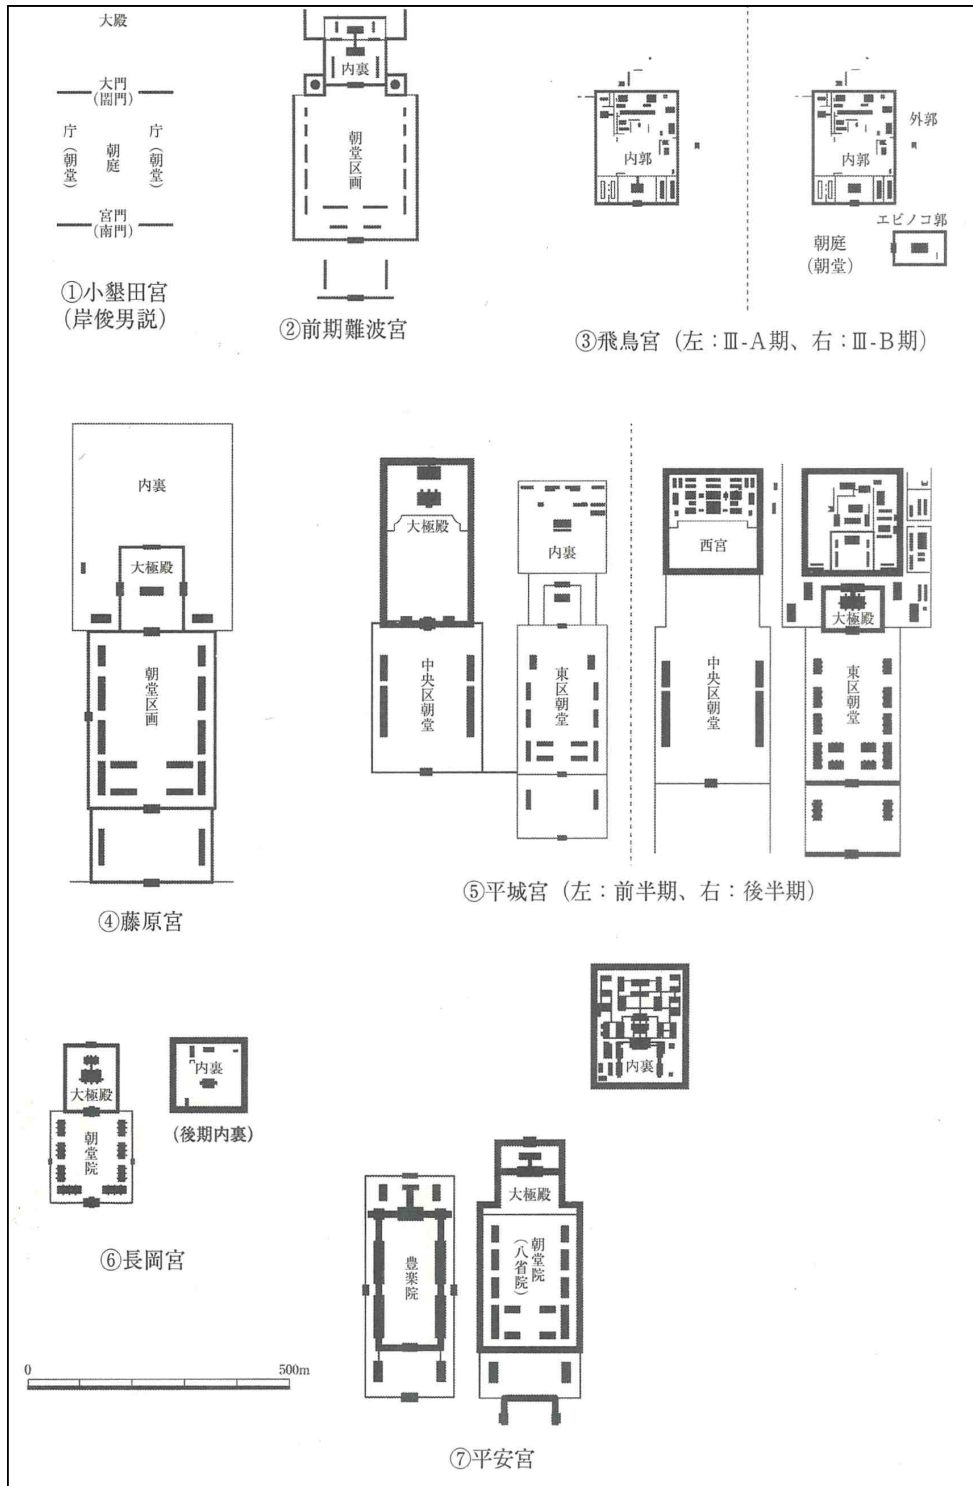 大殿
大門
(閤門)
庁(朝堂)
朝庭
庁(朝堂)
宮門
(南門)
①小墾田宮
(岸俊男説)
内裏
朝堂区画
②前期難波宮
内郭
内郭
外郭
エビノコ郭
朝庭
(朝堂)
③飛鳥宮(左:Ⅲ-A期、右:Ⅲ-B期)
内裏
大極殿
朝堂区画
④藤原宮
大極殿
中央区朝堂
内裏
東区朝堂
西宮
中央区朝堂
大極殿
東区朝堂
⑤平城宮(左:前半期、右:後半期)
大極殿
朝堂院
内裏
(後期内裏)
⑥長岡宮
内裏
豊楽院
大極殿
朝堂院
(八省院)
⑦平安宮
0
500m